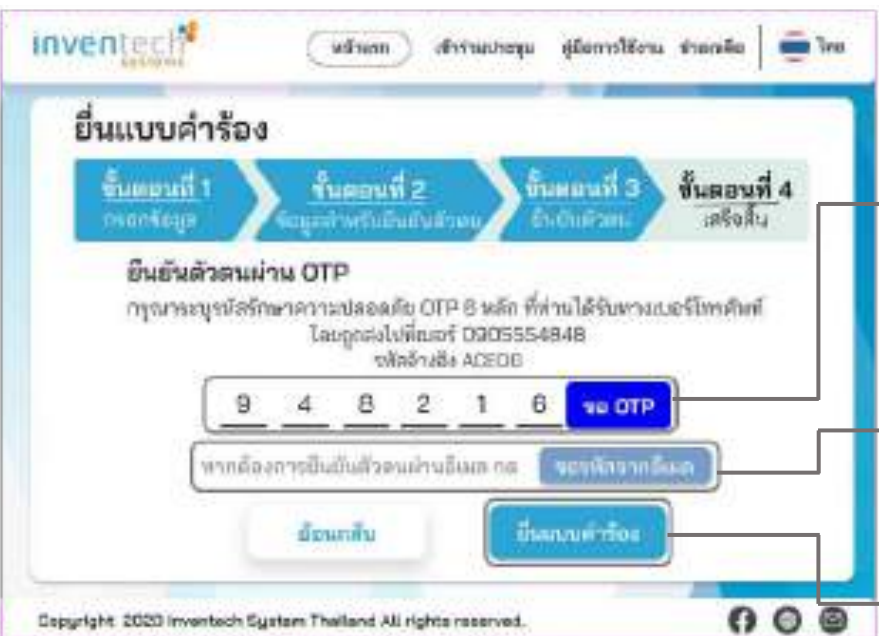 inventech
systems
หน้าแรก เข้าร่วมประชุม คู่มือการใช้งาน ช่วยเหลือ ไทย
ยื่นแบบคำร้อง
ขั้นตอนที่ 1
กรอกข้อมูล
ขั้นตอนที่ 2
ข้อมูลสำหรับยืนยันตัวตน
ขั้นตอนที่ 3
ยืนยันตัวตน
ขั้นตอนที่ 4
เสร็จสิ้น
ยืนยันตัวตนผ่าน OTP
กรุณาระบุรหัสรักษาความปลอดภัย OTP 6 หลัก ที่ท่านได้รับทางเบอร์โทรศัพท์
โดยถูกส่งไปที่เบอร์ 0905554848
รหัสอ้างอิง
9 4 8 2 1 6 ขอ OTP
หากต้องการยืนยันตัวตนผ่านอีเมล กด ขอรหัสจากอีเมล
ย้อนกลับ ยื่นแบบคำร้อง
Copyright 2020 Inventech System Thailand All rights reserved.